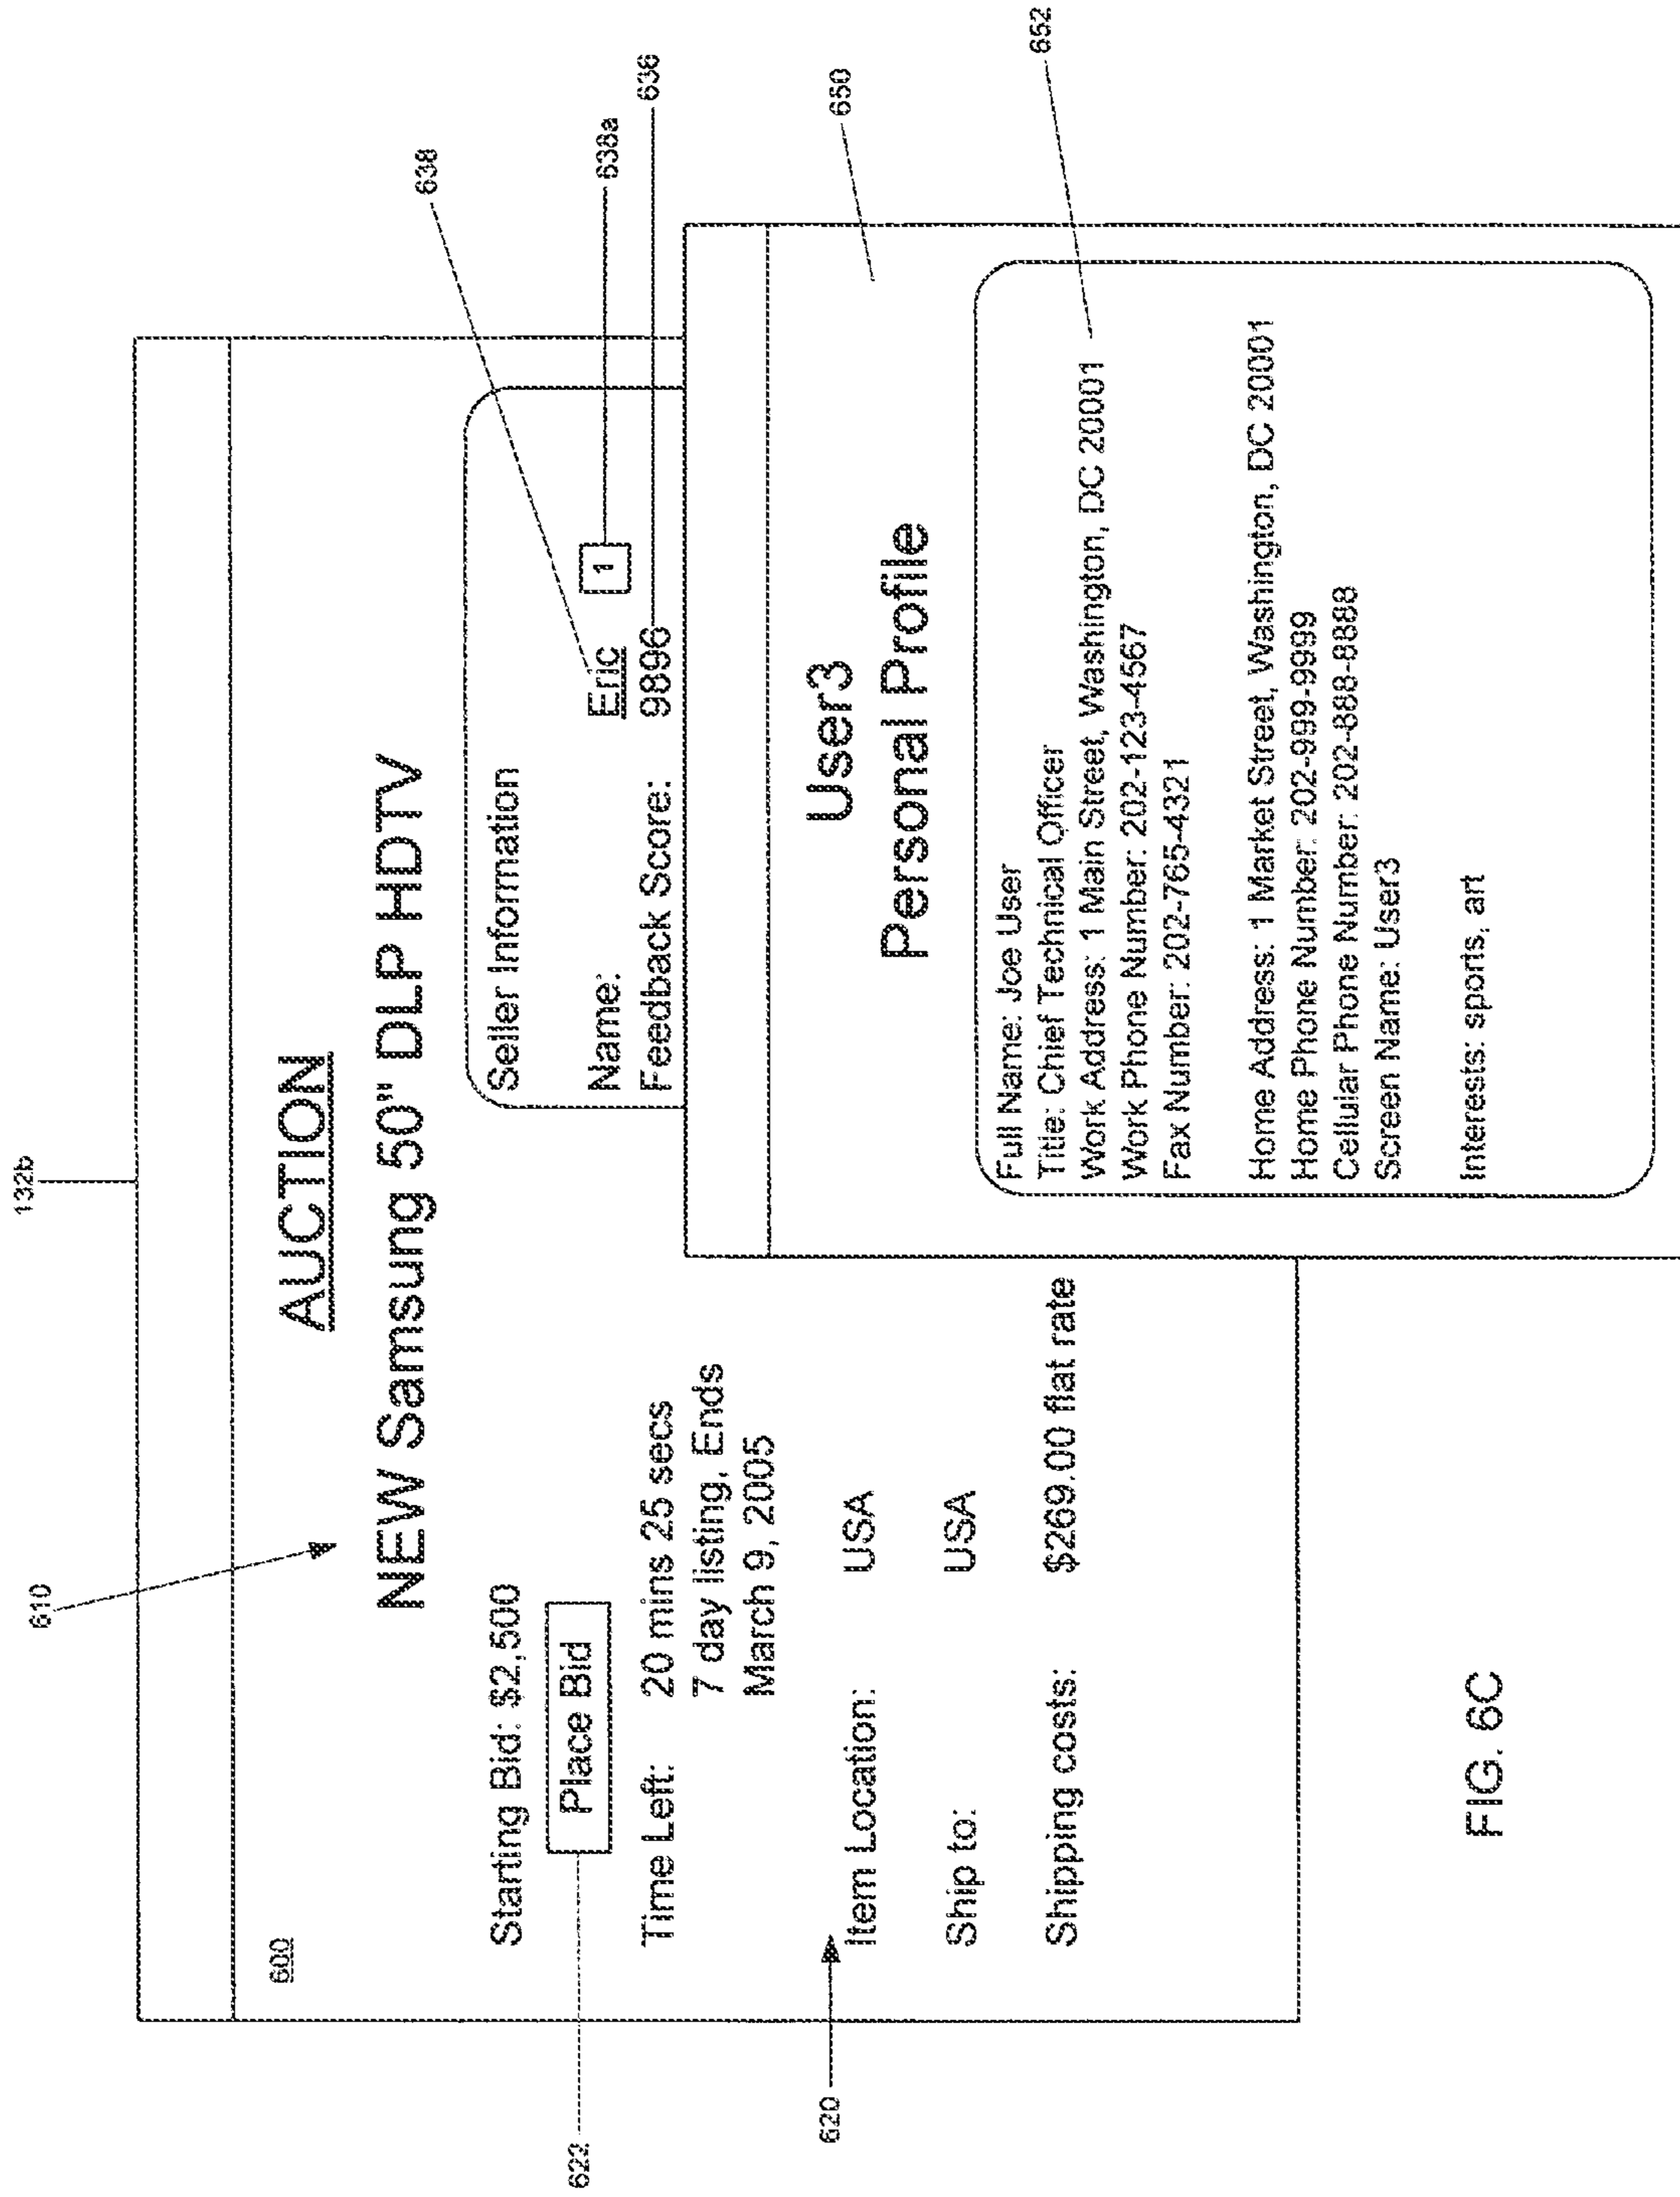 132b
610
600
AUCTION
NEW Samsung 50" DLP HDTV
Starting Bid: $2,500
Place Bid
622
Time Left: 20 mins 25 secs
7 day listing, Ends
March 9, 2005
620
Item Location: USA
Ship to: USA
Shipping costs: $269.00 flat rate
Seller Information
638
Name: Eric 1
638a
Feedback Score: 9896
636
650
User3
Personal Profile
652
Full Name: Joe User
Title: Chief Technical Officer
Work Address: 1 Main Street, Washington, DC 20001
Work Phone Number: 202-123-4567
Fax Number: 202-765-4321
Home Address: 1 Market Street, Washington, DC 20001
Home Phone Number: 202-999-9999
Cellular Phone Number: 202-888-8888
Screen Name: User3
Interests: sports, art
FIG. 6C